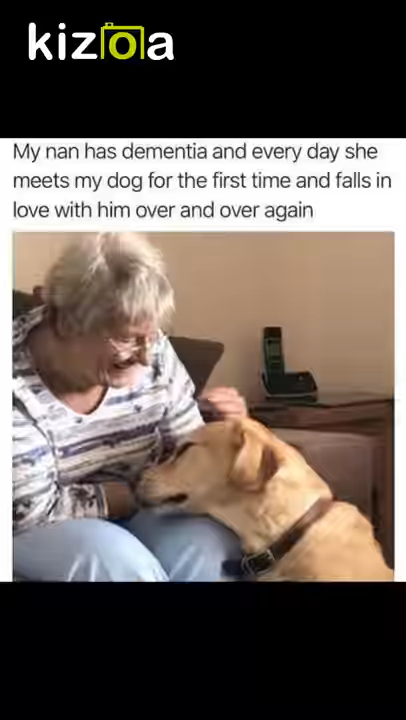 kizoa
My nan has dementia and every day she
meets my dog for the first time and falls in
love with him over and over again